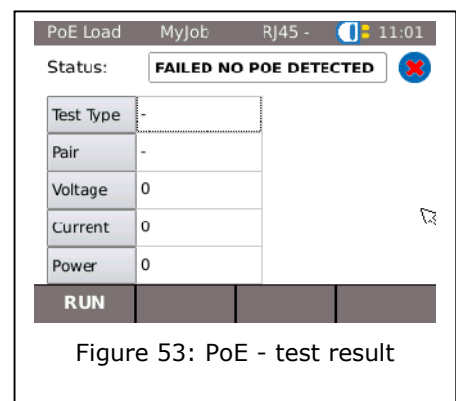 PoE Load MyJob RJ45 - 11:01
Status: FAILED NO POE DETECTED
Test Type -
Pair -
Voltage 0
Current 0
Power 0
RUN
Figure 53: PoE - test result